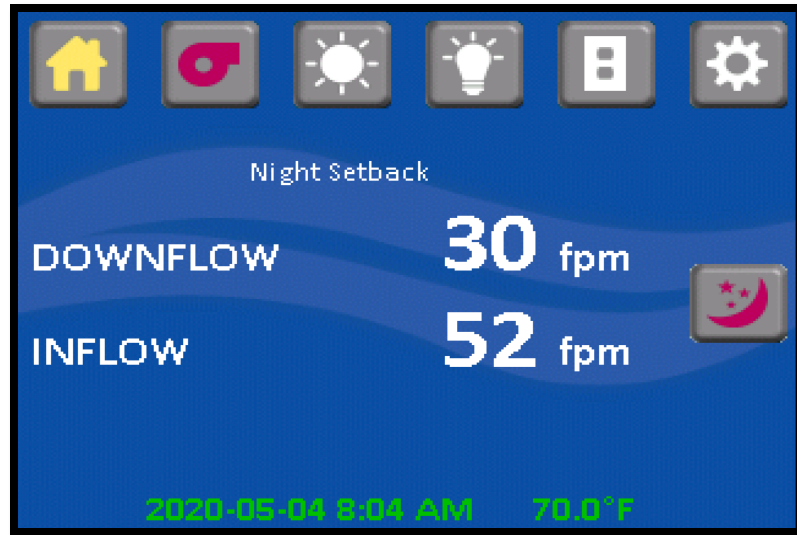 Night Setback
DOWNFLOW 30 fpm
INFLOW 52 fpm
2020-05-04 8:04 AM 70.0°F